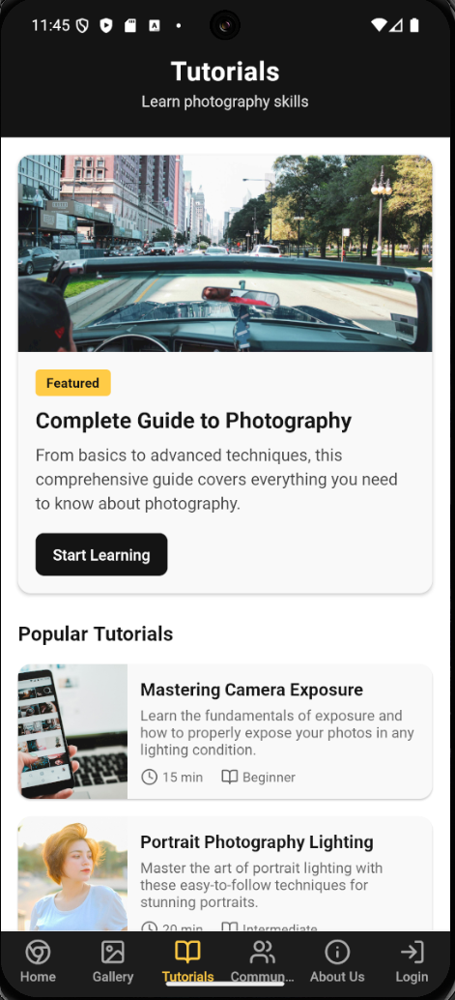 11:45
Tutorials
Learn photography skills
Featured
Complete Guide to Photography
From basics to advanced techniques, this
comprehensive guide covers everything you need
to know about photography.
Start Learning
Popular Tutorials
Mastering Camera Exposure
Learn the fundamentals of exposure and
how to properly expose your photos in any
lighting condition.
15 min Beginner
Portrait Photography Lighting
Master the art of portrait lighting with
these easy-to-follow techniques for
stunning portraits.
20 min Intermediate
Home Gallery Tutorials Commun... About Us Login